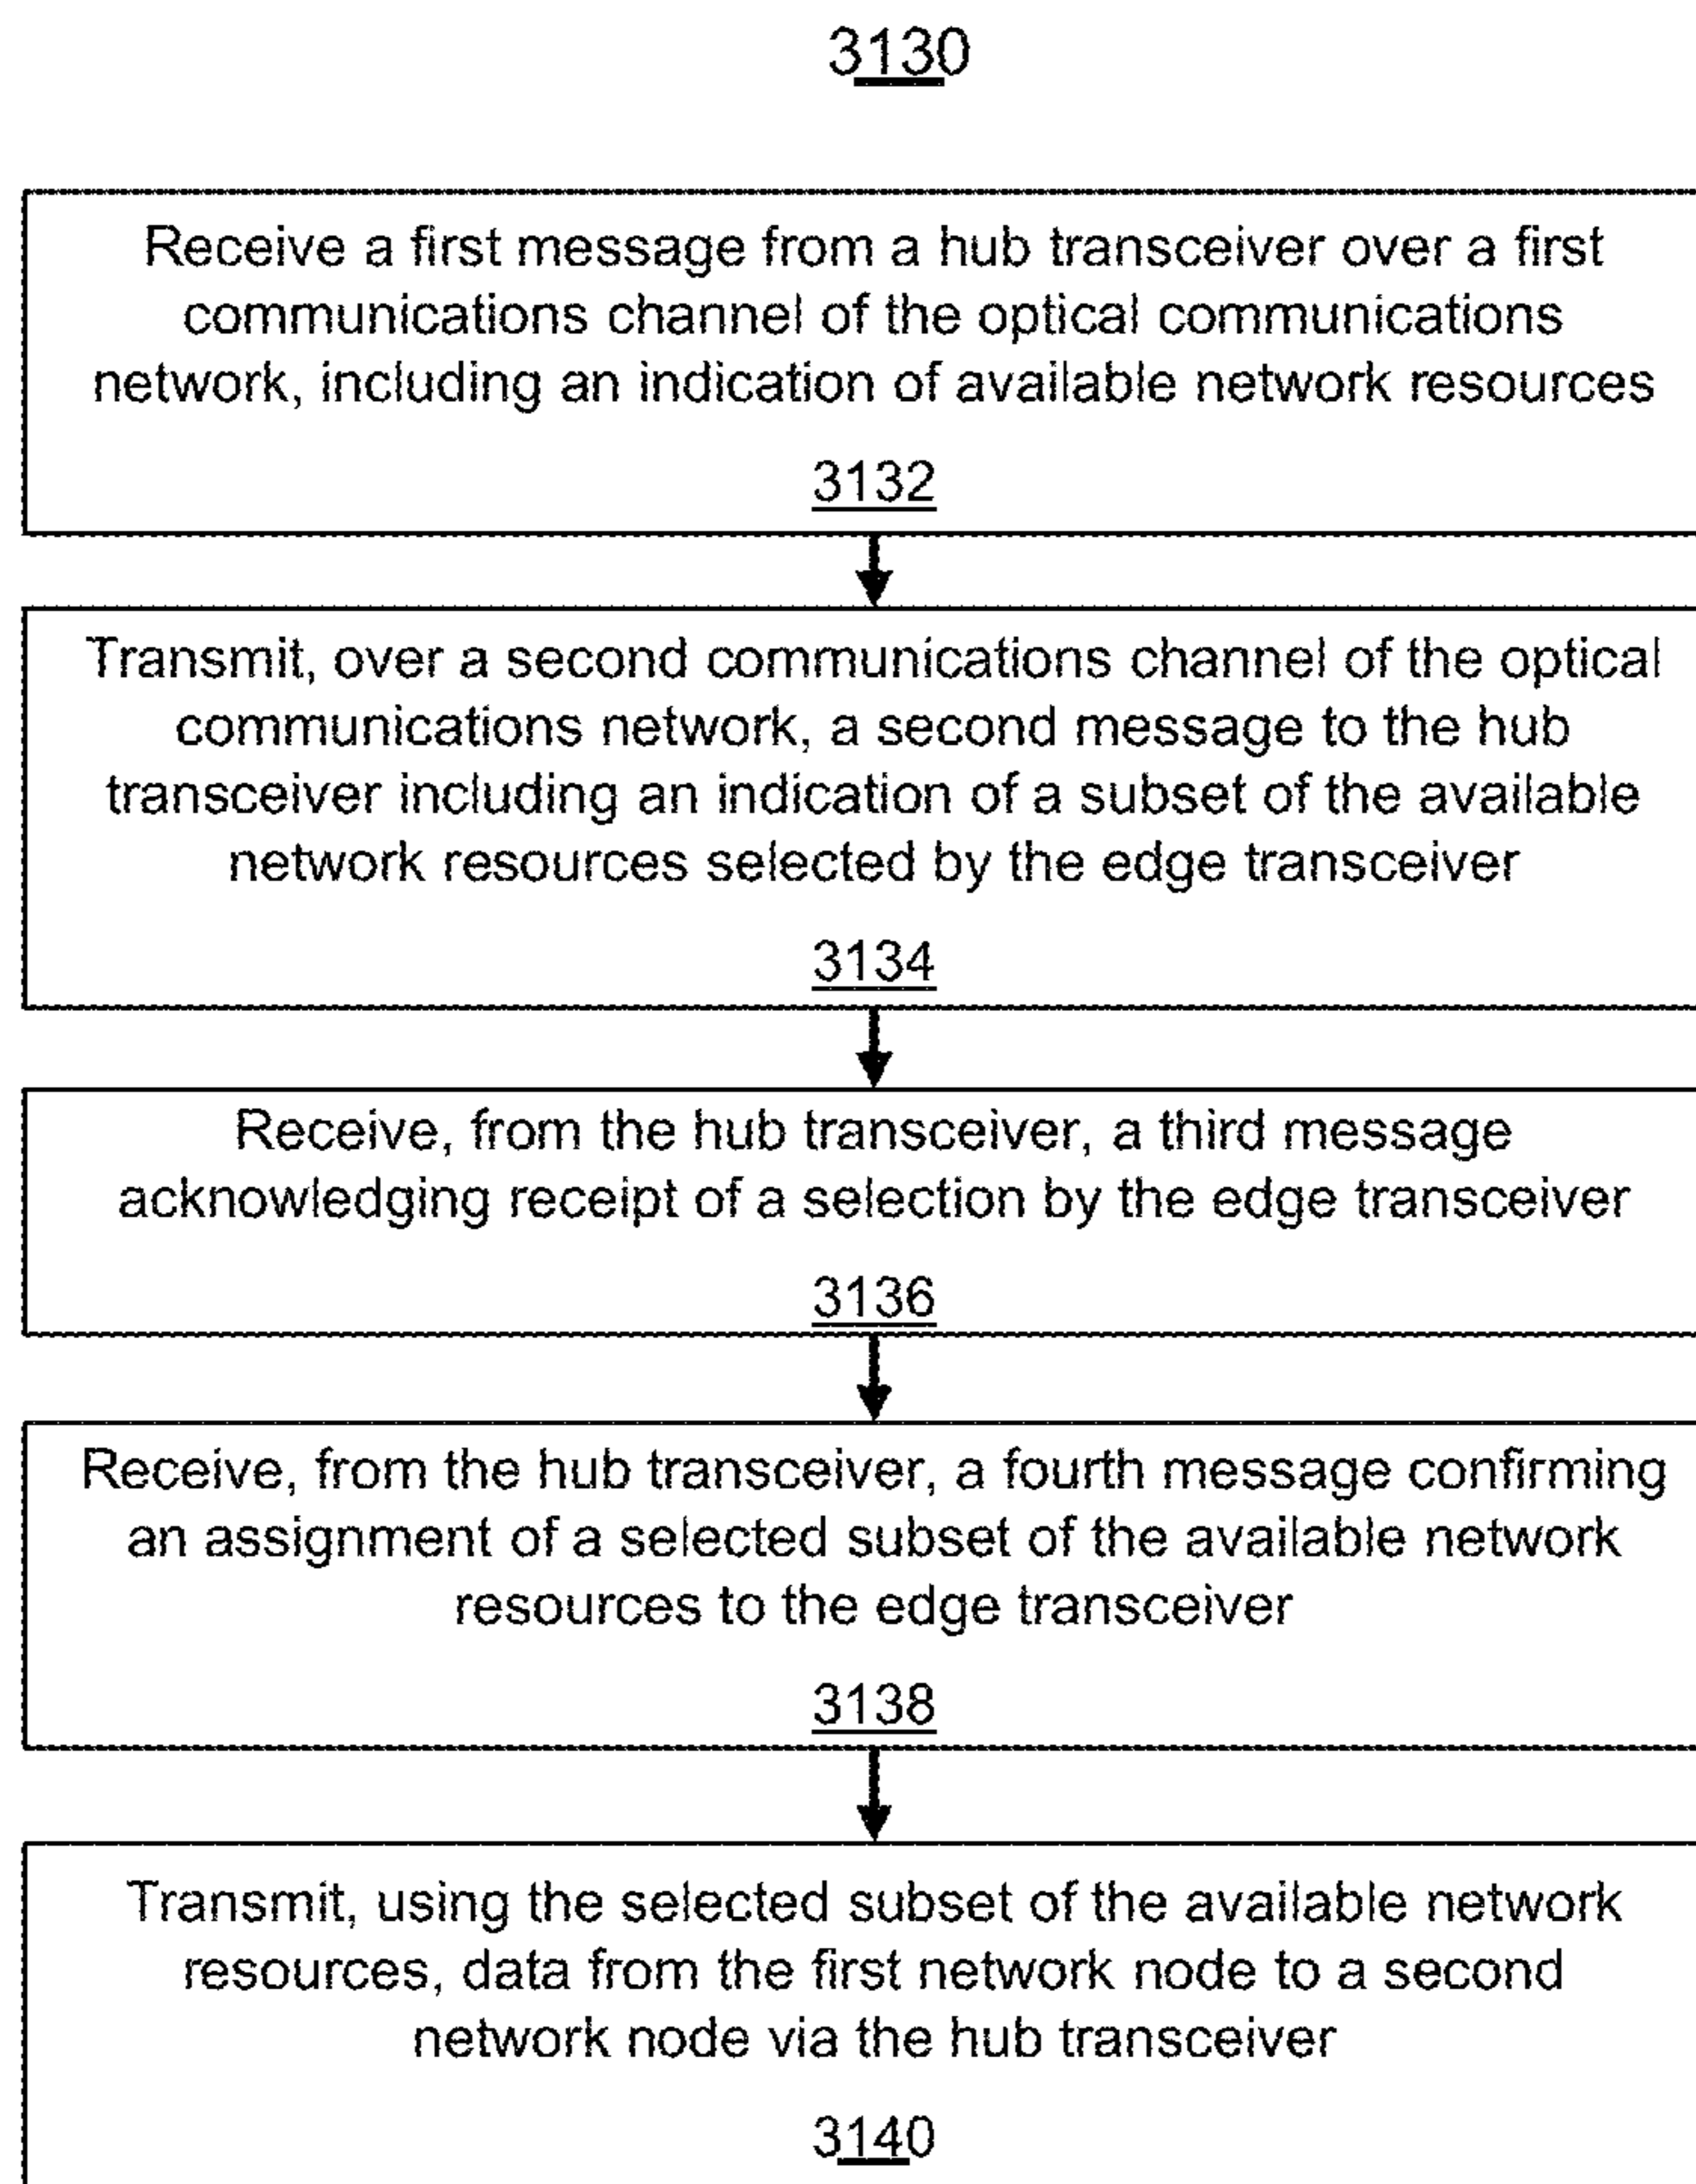 3130
Receive a first message from a hub transceiver over a first
communications channel of the optical communications
network, including an indication of available network resources
3132
Transmit, over a second communications channel of the optical
communications network, a second message to the hub
transceiver including an indication of a subset of the available
network resources selected by the edge transceiver
3134
Receive, from the hub transceiver, a third message
acknowledging receipt of a selection by the edge transceiver
3136
Receive, from the hub transceiver, a fourth message confirming
an assignment of a selected subset of the available network
resources to the edge transceiver
3138
Transmit, using the selected subset of the available network
resources, data from the first network node to a second
network node via the hub transceiver
3140